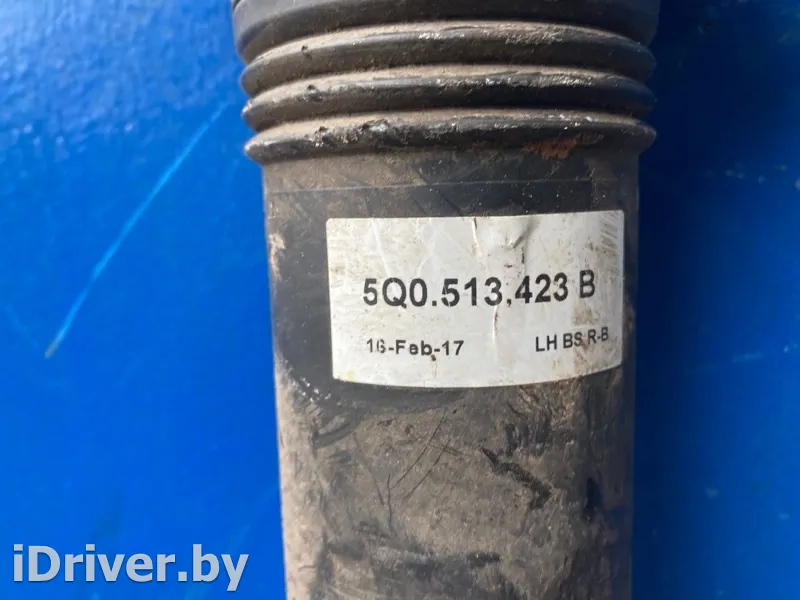 5Q0.513.423 B
16-Feb-17 LH BS R-B
iDriver.by